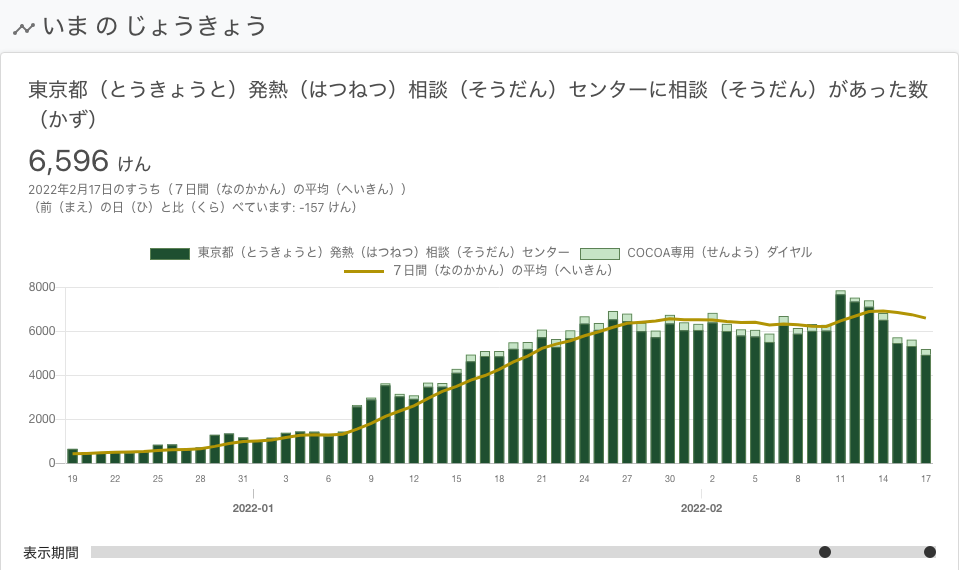 いま の じょうきょう
東京都（とうきょうと）発熱（はつねつ）相談（そうだん）センターに相談（そうだん）があった数
（かず）
6,596 けん
2022年2月17日のすうち（７日間（なのかかん）の平均（へいきん））
（前（まえ）の日（ひ）と比（くら）べています: -157 けん）
東京都（とうきょうと）発熱（はつねつ）相談（そうだん）センター COCOA専用（せんよう）ダイヤル
７日間（なのかかん）の平均（へいきん）
8000
6000
4000
2000
0
19 22 25 28 31 3 6 9 12 15 18 21 24 27 30 2 5 8 11 14 17
2022-01 2022-02
表示期間